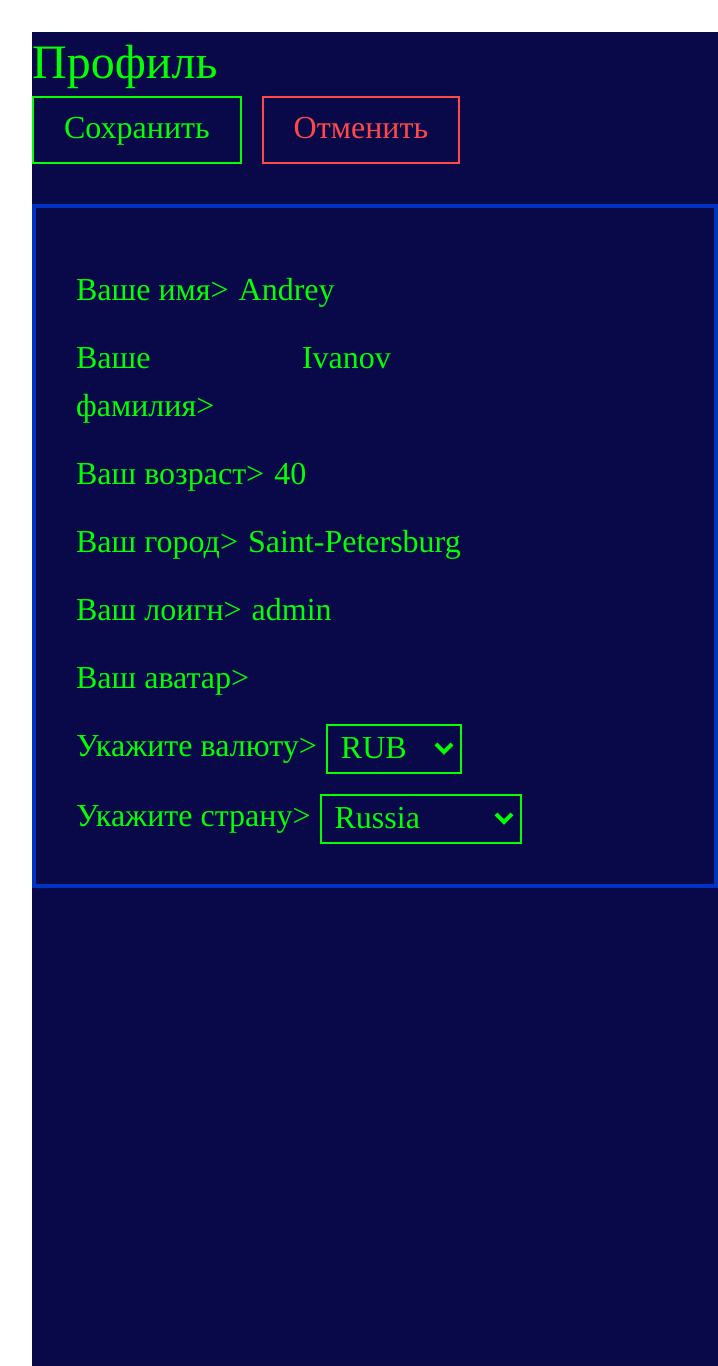 Профиль
Сохранить Отменить
Ваше имя> Andrey
Ваше Ivanov
фамилия>
Ваш возраст> 40
Ваш город> Saint-Petersburg
Ваш лоигн> admin
Ваш аватар>
Укажите валюту> RUB
Укажите страну> Russia